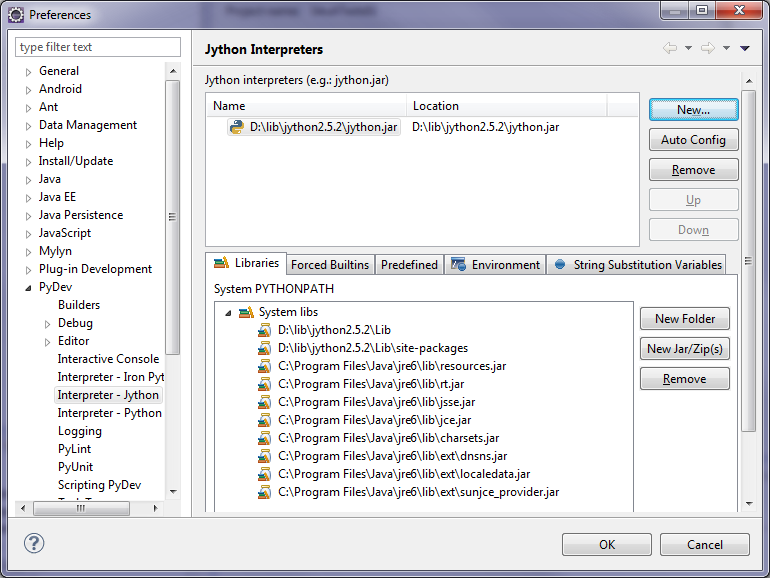 Preferences
type filter text
General
Android
Ant
Data Management
Help
Install/Update
Java
Java EE
Java Persistence
JavaScript
Mylyn
Plug-in Development
PyDev
Builders
Debug
Editor
Interactive Console
Interpreter - Iron Pyt
Interpreter - Jython
Interpreter - Python
Logging
PyLint
PyUnit
Scripting PyDev
Jython Interpreters
Jython interpreters (e.g.: jython.jar)
Name Location
D:\lib\jython2.5.2\jython.jar D:\lib\jython2.5.2\jython.jar
New...
Auto Config
Remove
Up
Down
Libraries Forced Builtins Predefined Environment String Substitution Variables
System PYTHONPATH
System libs
D:\lib\jython2.5.2\Lib
D:\lib\jython2.5.2\Lib\site-packages
C:\Program Files\Java\jre6\lib\resources.jar
C:\Program Files\Java\jre6\lib\rt.jar
C:\Program Files\Java\jre6\lib\jsse.jar
C:\Program Files\Java\jre6\lib\jce.jar
C:\Program Files\Java\jre6\lib\charsets.jar
C:\Program Files\Java\jre6\lib\ext\dnsns.jar
C:\Program Files\Java\jre6\lib\ext\localedata.jar
C:\Program Files\Java\jre6\lib\ext\sunjce_provider.jar
New Folder
New Jar/Zip(s)
Remove
OK Cancel